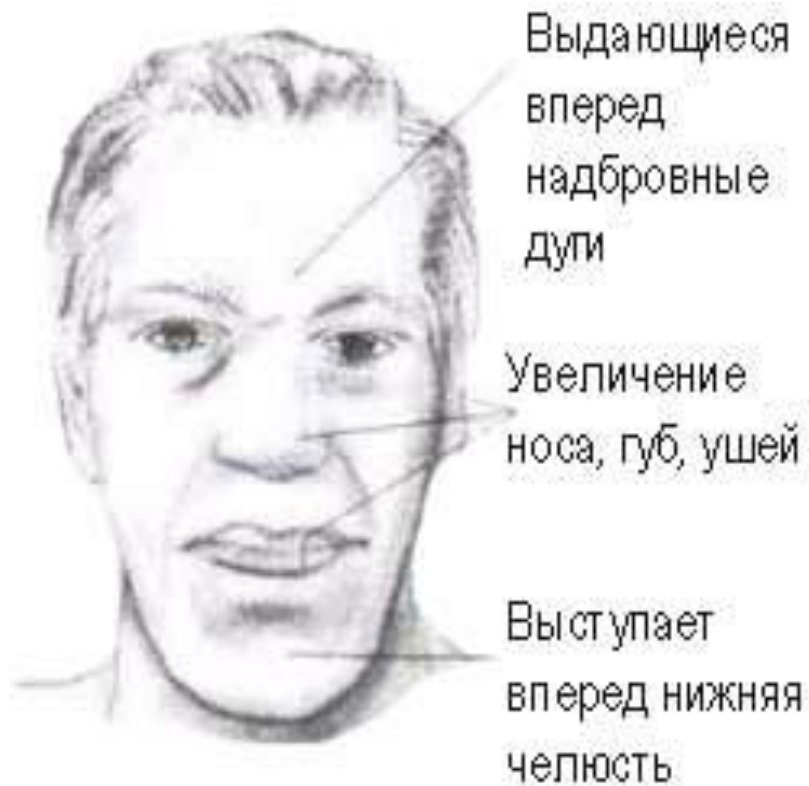 Выдающиеся
вперед
надбровные
дуги
Увеличение
носа, губ, ушей
Выступает
вперед нижняя
челюсть